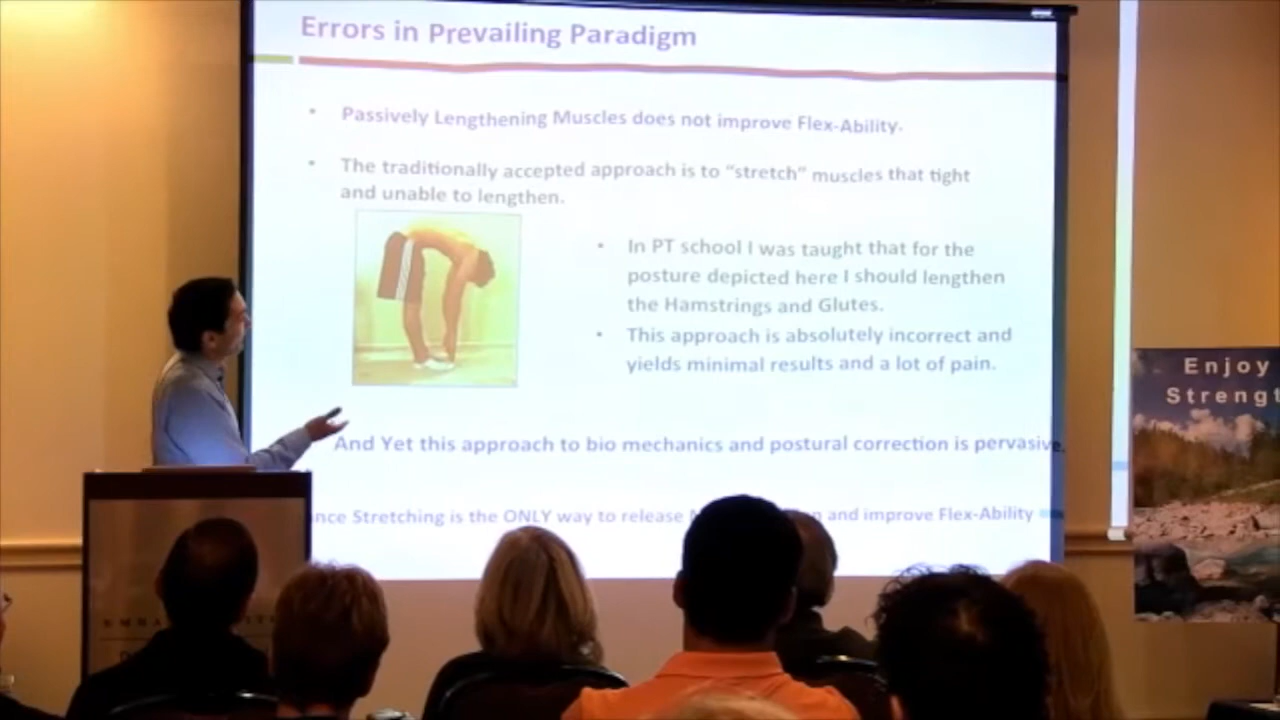 Errors in Prevailing Paradigm
• Passively Lengthening Muscles does not improve Flex-Ability.
• The traditionally accepted approach is to “stretch” muscles that tight
and unable to lengthen.
• In PT school I was taught that for the
posture depicted here I should lengthen
the Hamstrings and Glutes.
• This approach is absolutely incorrect and
yields minimal results and a lot of pain.
And Yet this approach to bio mechanics and postural correction is pervasive.
Stretching is the ONLY way to release
and improve Flex-Ability
Enjoy